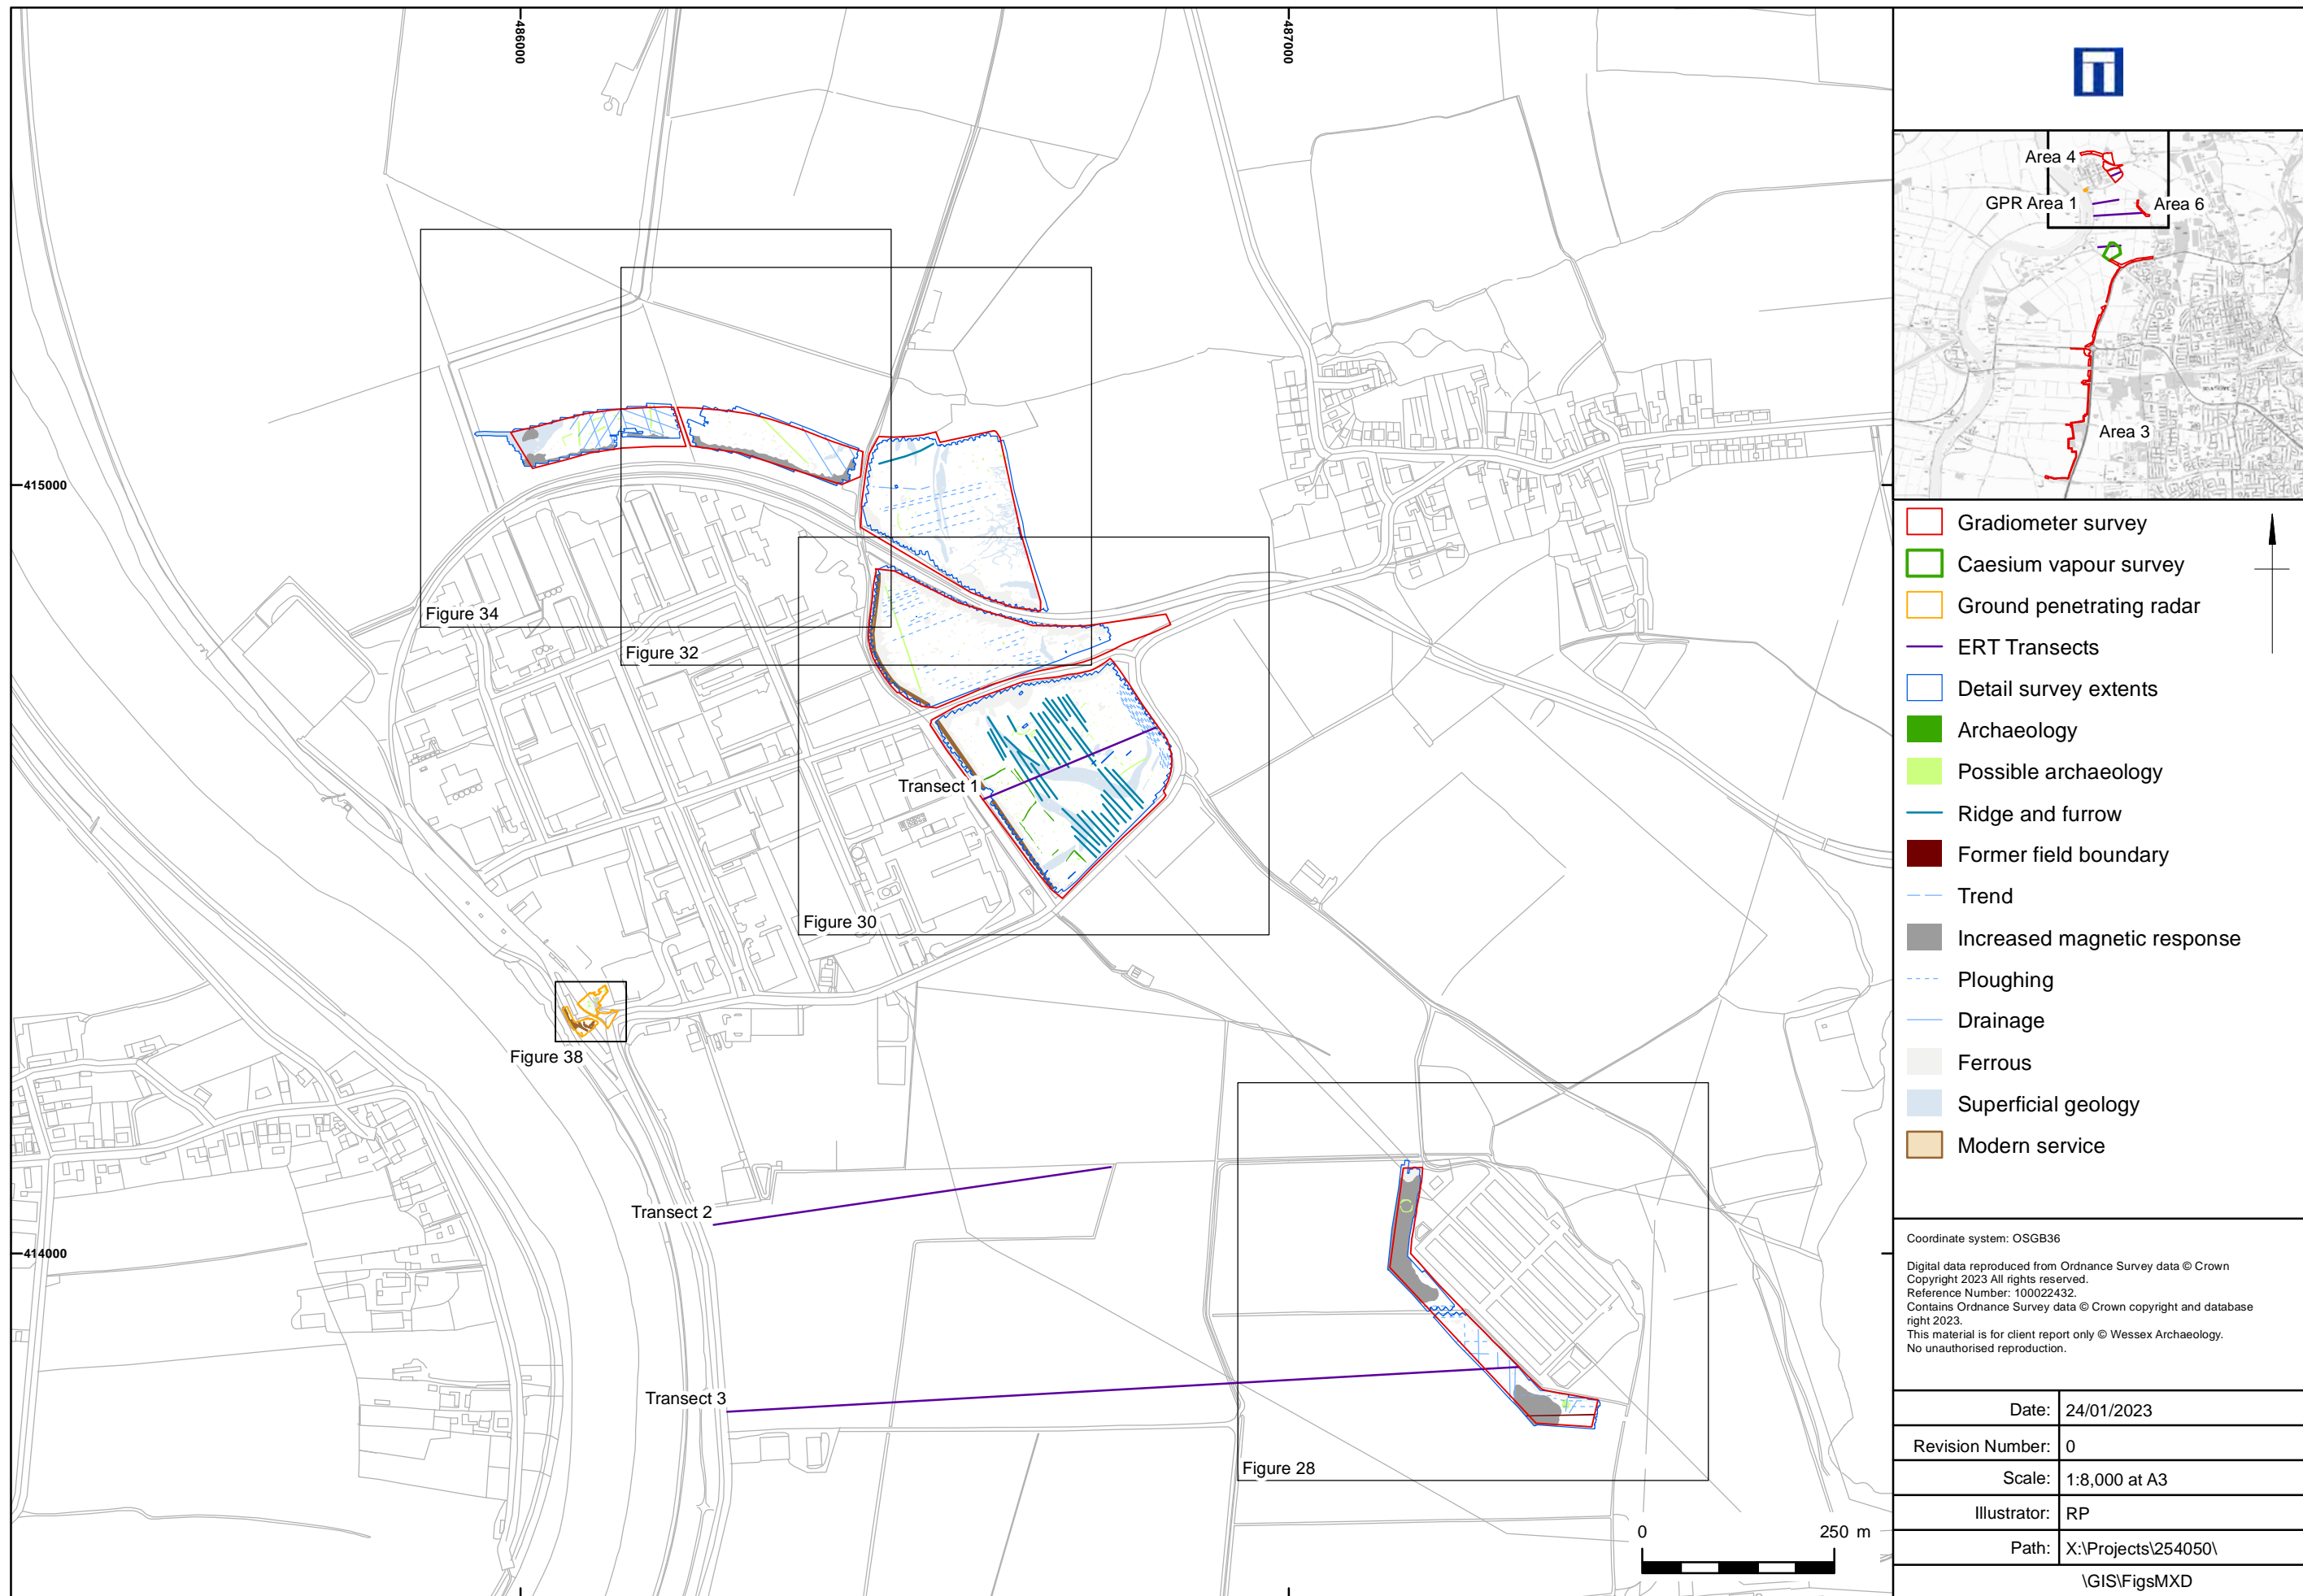 486000
487000
415000
414000
Figure 34
Figure 32
Transect 1
Figure 30
Figure 38
Transect 2
Transect 3
Figure 28
0 250 m
Area 4
GPR Area 1
Area 6
Area 3
Gradiometer survey
Caesium vapour survey
Ground penetrating radar
ERT Transects
Detail survey extents
Archaeology
Possible archaeology
Ridge and furrow
Former field boundary
Trend
Increased magnetic response
Ploughing
Drainage
Ferrous
Superficial geology
Modern service
Coordinate system: OSGB36
Digital data reproduced from Ordnance Survey data © Crown
Copyright 2023 All rights reserved.
Reference Number: 100022432.
Contains Ordnance Survey data © Crown copyright and database
right 2023.
This material is for client report only © Wessex Archaeology.
No unauthorised reproduction.
Date: 24/01/2023
Revision Number: 0
Scale: 1:8,000 at A3
Illustrator: RP
Path: X:\Projects\254050\
\GIS\FigsMXD